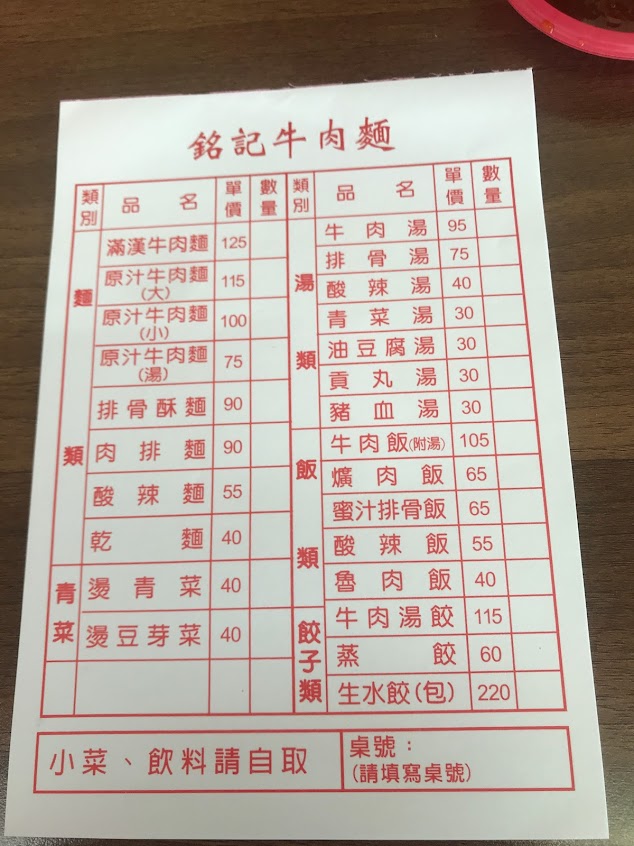 銘記牛肉麵
類別 品名 單價 數量
麵類
滿漢牛肉麵 125
原汁牛肉麵(大) 115
原汁牛肉麵(小) 100
原汁牛肉麵(湯) 75
排骨酥麵 90
肉排麵 90
酸辣麵 55
乾麵 40
青菜
燙青菜 40
燙豆芽菜 40
類別 品名 單價 數量
湯類
牛肉湯 95
排骨湯 75
酸辣湯 40
青菜湯 30
油豆腐湯 30
貢丸湯 30
豬血湯 30
飯類
牛肉飯(附湯) 105
爌肉飯 65
蜜汁排骨飯 65
酸辣飯 55
魯肉飯 40
餃子類
牛肉湯餃 115
蒸餃 60
生水餃(包) 220
小菜、飲料請自取
桌號：
(請填寫桌號)